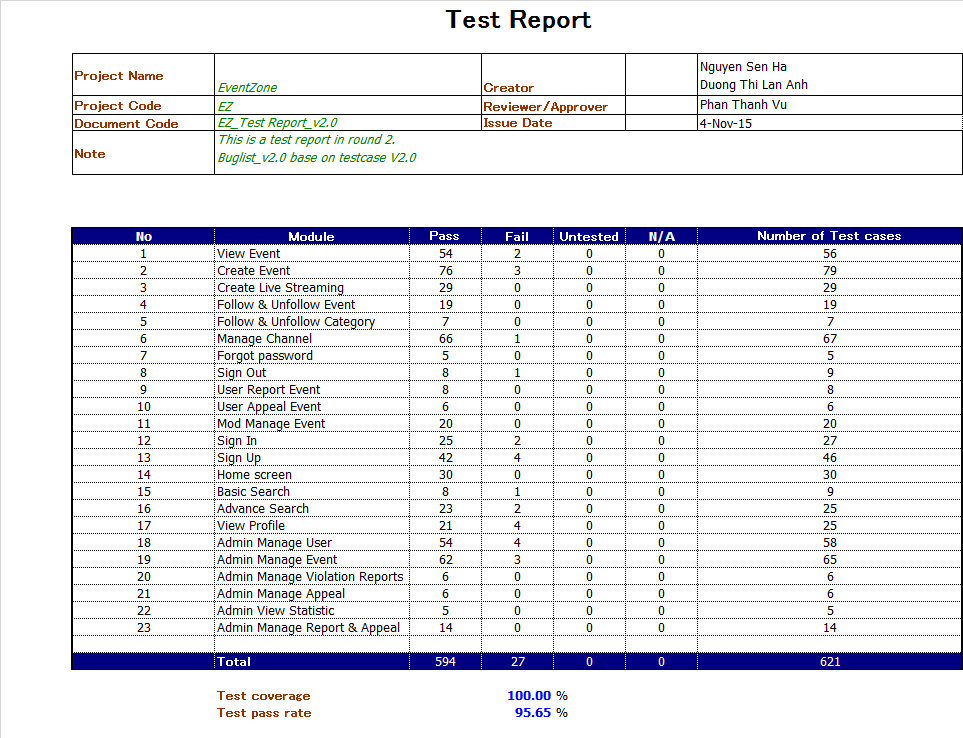 Test Report
Project Name EventZone Creator Nguyen Sen Ha
Duong Thi Lan Anh
Project Code EZ Reviewer/Approver Phan Thanh Vu
Document Code EZ_Test Report_v2.0 Issue Date 4-Nov-15
Note This is a test report in round 2.
Buglist_v2.0 base on testcase V2.0
No Module Pass Fail Untested N/A Number of Test cases
1 View Event 54 2 0 0 56
2 Create Event 76 3 0 0 79
3 Create Live Streaming 29 0 0 0 29
4 Follow & Unfollow Event 19 0 0 0 19
5 Follow & Unfollow Category 7 0 0 0 7
6 Manage Channel 66 1 0 0 67
7 Forgot password 5 0 0 0 5
8 Sign Out 8 1 0 0 9
9 User Report Event 8 0 0 0 8
10 User Appeal Event 6 0 0 0 6
11 Mod Manage Event 20 0 0 0 20
12 Sign In 25 2 0 0 27
13 Sign Up 42 4 0 0 46
14 Home screen 30 0 0 0 30
15 Basic Search 8 1 0 0 9
16 Advance Search 23 2 0 0 25
17 View Profile 21 4 0 0 25
18 Admin Manage User 54 4 0 0 58
19 Admin Manage Event 62 3 0 0 65
20 Admin Manage Violation Reports 6 0 0 0 6
21 Admin Manage Appeal 6 0 0 0 6
22 Admin View Statistic 5 0 0 0 5
23 Admin Manage Report & Appeal 14 0 0 0 14
Total 594 27 0 0 621
Test coverage 100.00 %
Test pass rate 95.65 %